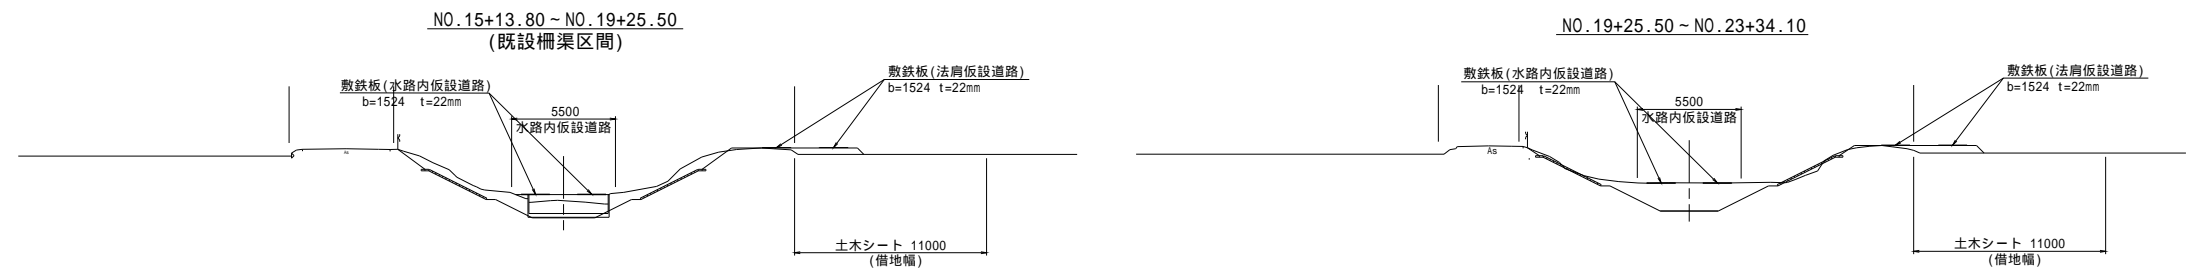 NO.15+13.80～NO.19+25.50
(既設柵渠区間)
敷鉄板(水路内仮設道路)
b=1524 t=22mm
5500
水路内仮設道路
敷鉄板(法肩仮設道路)
b=1524 t=22mm
As
土木シート 11000
(借地幅)
NO.19+25.50～NO.23+34.10
敷鉄板(水路内仮設道路)
b=1524 t=22mm
5500
水路内仮設道路
敷鉄板(法肩仮設道路)
b=1524 t=22mm
As
土木シート 11000
(借地幅)